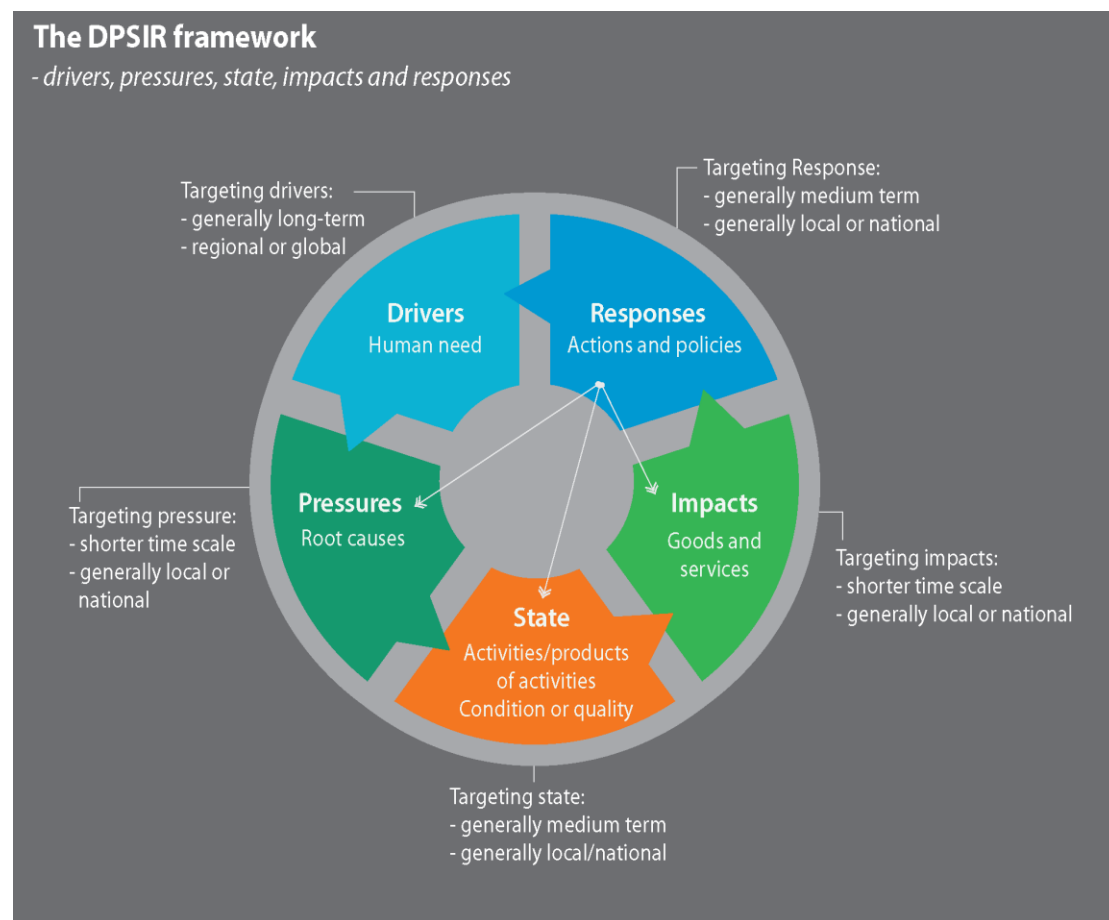 The DPSIR framework
- drivers, pressures, state, impacts and responses
Targeting drivers:
- generally long-term
- regional or global
Targeting Response:
- generally medium term
- generally local or national
Drivers
Human need
Responses
Actions and policies
Pressures
Root causes
Impacts
Goods and
services
State
Activities/products
of activities
Condition or quality
Targeting pressure:
- shorter time scale
- generally local or
national
Targeting impacts:
- shorter time scale
- generally local or national
Targeting state:
- generally medium term
- generally local/national